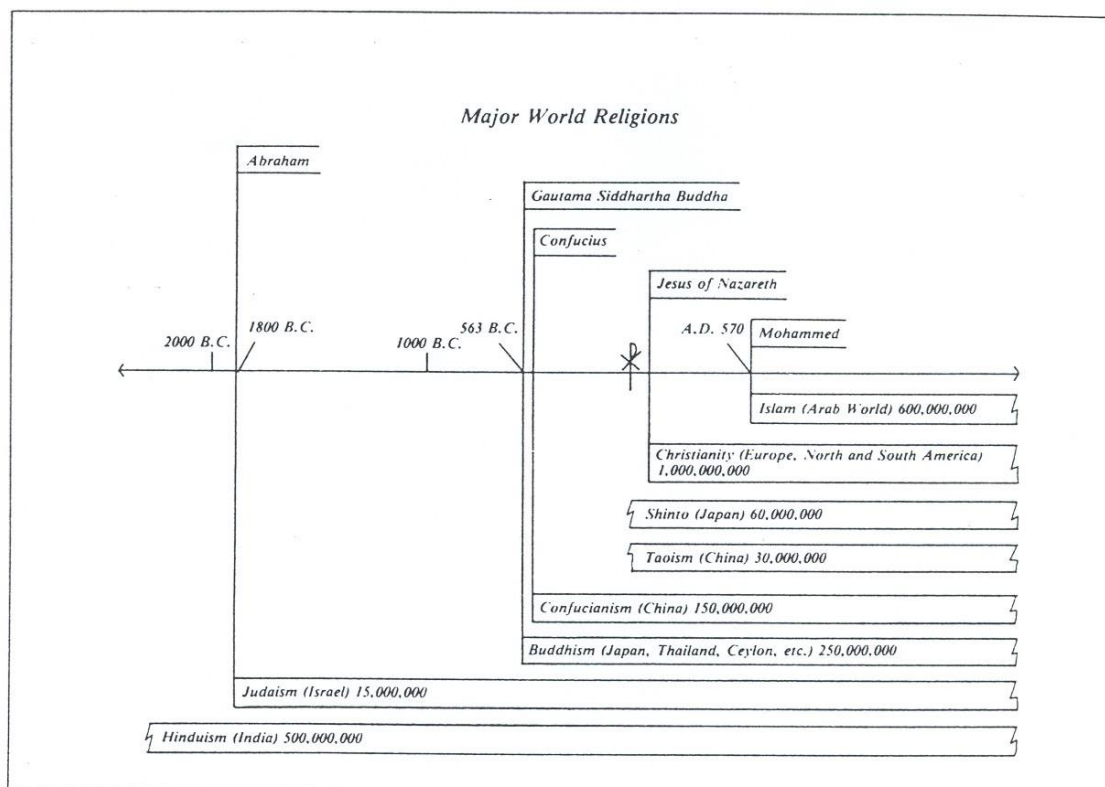 Major World Religions
Abraham
Gautama Siddhartha Buddha
Confucius
Jesus of Nazareth
2000 B.C.
1800 B.C.
1000 B.C.
563 B.C.
A.D. 570
Mohammed
Islam (Arab World) 600,000,000
Christianity (Europe, North and South America)
1,000,000,000
Shinto (Japan) 60,000,000
Taoism (China) 30,000,000
Confucianism (China) 150,000,000
Buddhism (Japan, Thailand, Ceylon, etc.) 250,000,000
Judaism (Israel) 15,000,000
Hinduism (India) 500,000,000